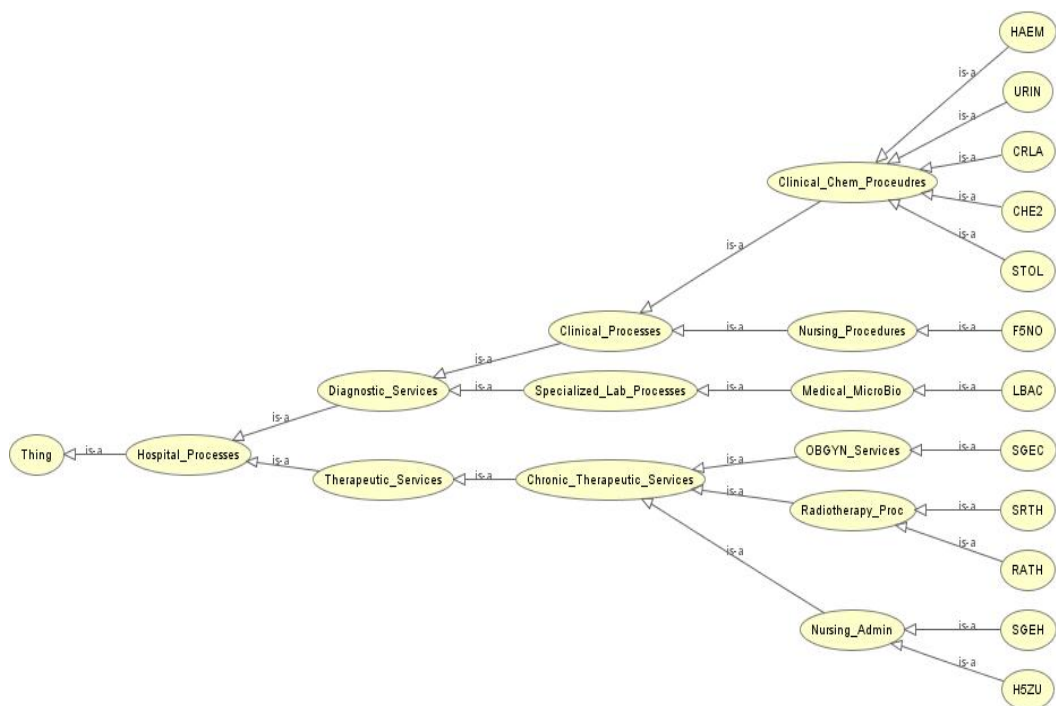 HAEM
is-a
URIN
is-a
CRLA
is-a
Clinical_Chem_Proceudres
CHE2
is-a
is-a
STOL
is-a
Clinical_Processes
is-a
Nursing_Procedures
is-a
F5NO
is-a
Diagnostic_Services
is-a
Specialized_Lab_Processes
is-a
Medical_MicroBio
is-a
LBAC
is-a
Thing
is-a
Hospital_Processes
is-a
Therapeutic_Services
is-a
Chronic_Therapeutic_Services
is-a
OBGYN_Services
is-a
SGEC
is-a
Radiotherapy_Proc
is-a
SRTH
is-a
RATH
is-a
Nursing_Admin
is-a
SGEH
is-a
H5ZU